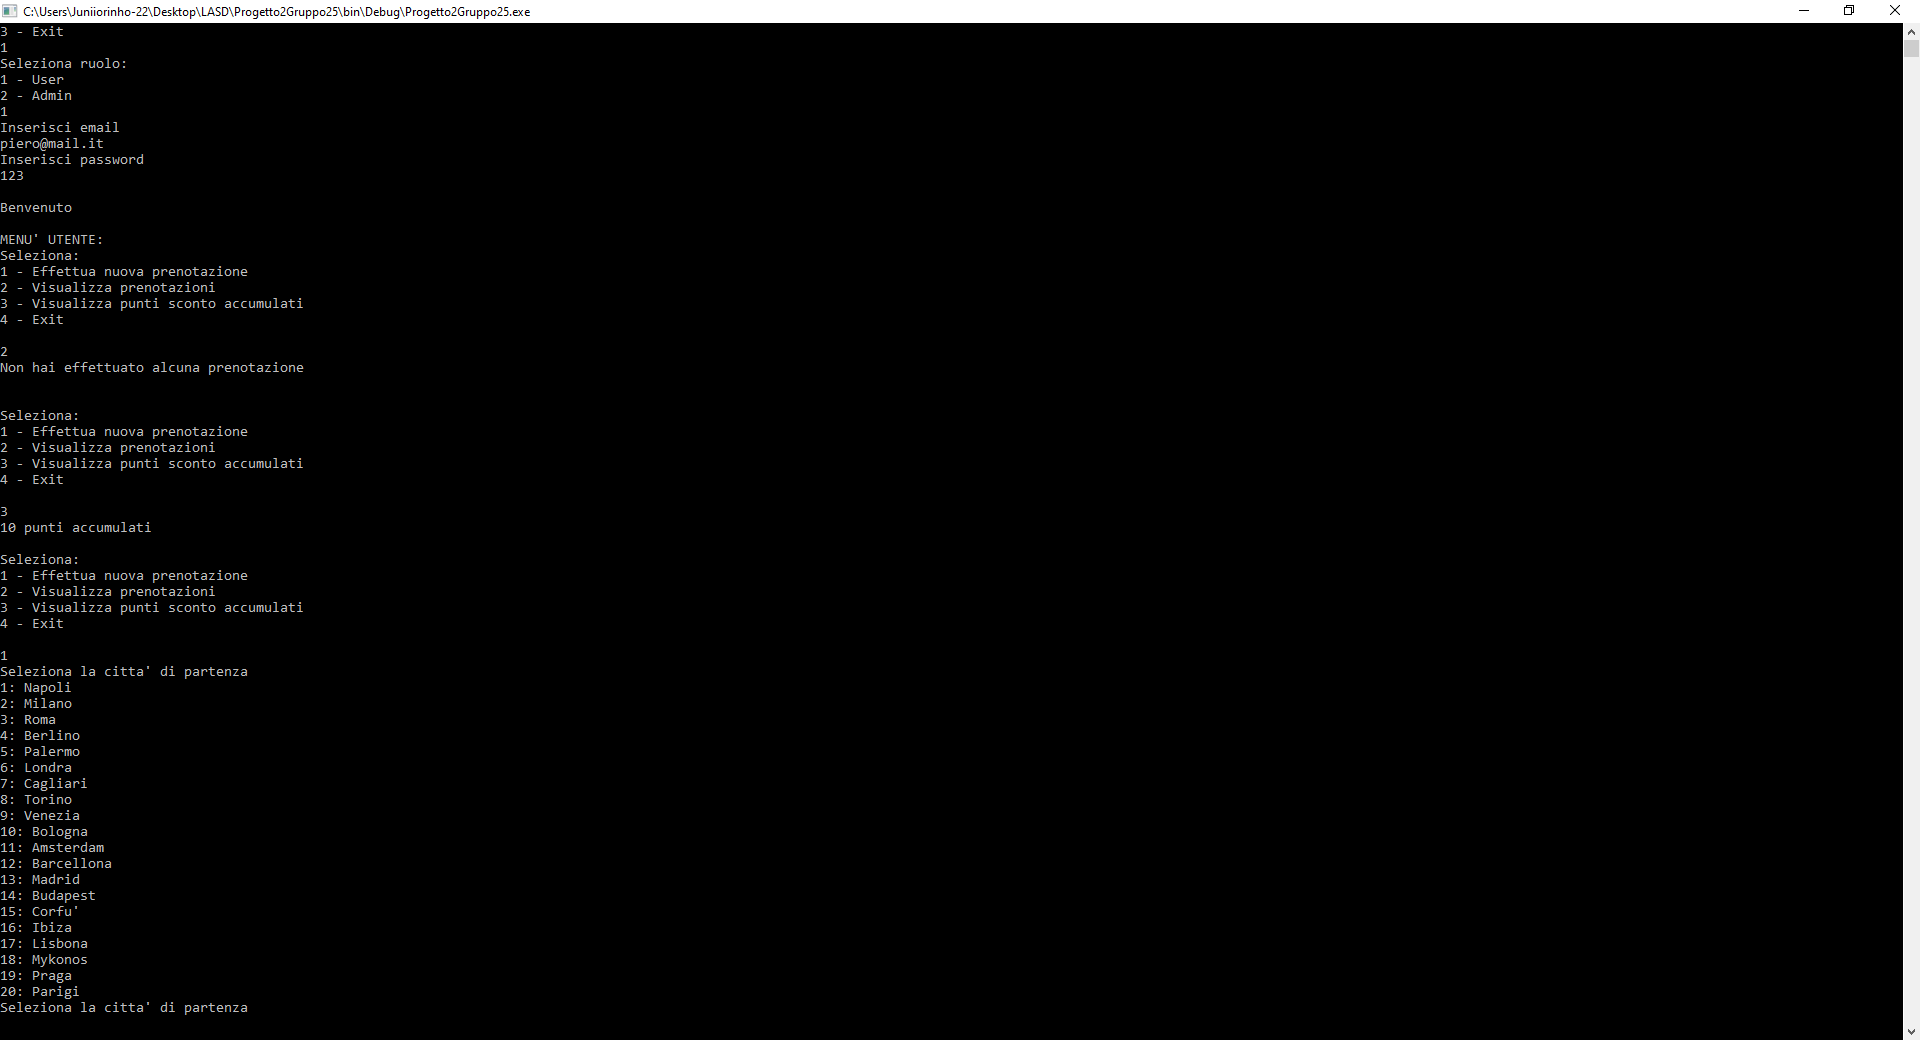 C:\Users\Juniiorinho-22\Desktop\LASD\Progetto2Gruppo25\bin\Debug\Progetto2Gruppo25.exe
3 - Exit
1
Seleziona ruolo:
1 - User
2 - Admin
1
Inserisci email
piero@mail.it
Inserisci password
123
Benvenuto
MENU' UTENTE:
Seleziona:
1 - Effettua nuova prenotazione
2 - Visualizza prenotazioni
3 - Visualizza punti sconto accumulati
4 - Exit
2
Non hai effettuato alcuna prenotazione
Seleziona:
1 - Effettua nuova prenotazione
2 - Visualizza prenotazioni
3 - Visualizza punti sconto accumulati
4 - Exit
3
10 punti accumulati
Seleziona:
1 - Effettua nuova prenotazione
2 - Visualizza prenotazioni
3 - Visualizza punti sconto accumulati
4 - Exit
1
Seleziona la citta' di partenza
1: Napoli
2: Milano
3: Roma
4: Berlino
5: Palermo
6: Londra
7: Cagliari
8: Torino
9: Venezia
10: Bologna
11: Amsterdam
12: Barcellona
13: Madrid
14: Budapest
15: Corfu'
16: Ibiza
17: Lisbona
18: Mykonos
19: Praga
20: Parigi
Seleziona la citta' di partenza